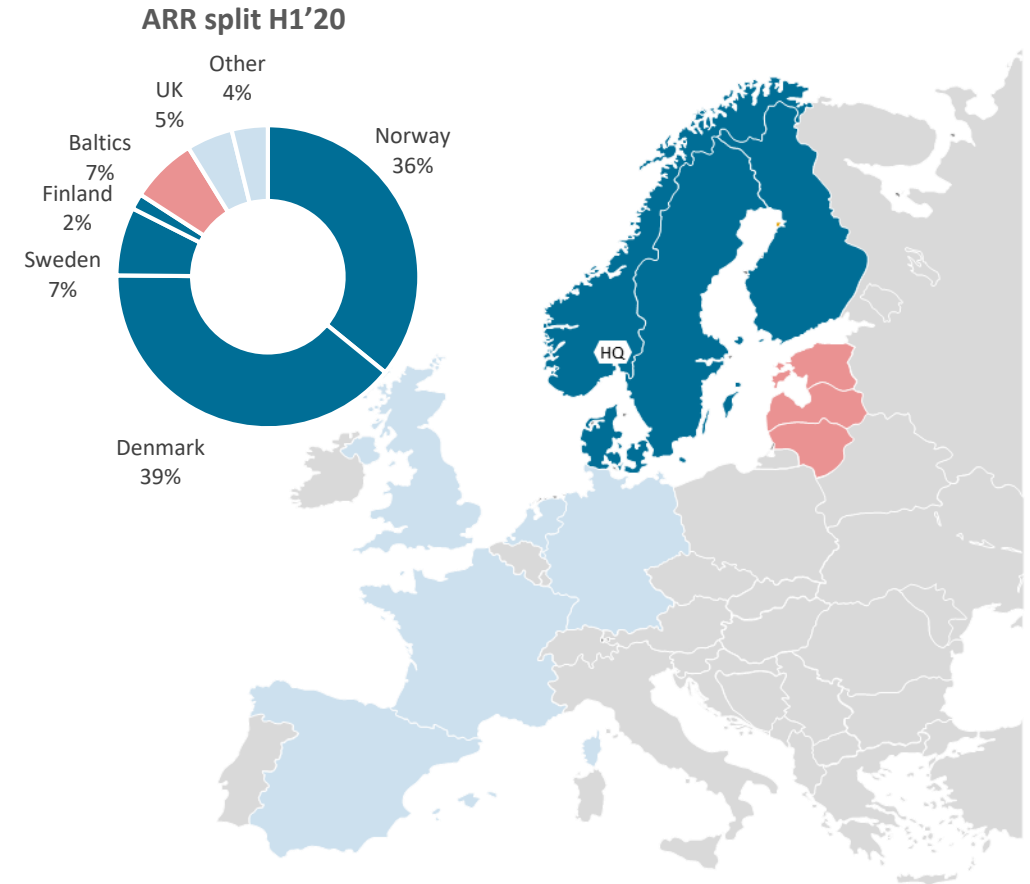 ARR split H1’20
Other
4%
UK
5%
Norway
36%
Baltics
7%
Finland
2%
Sweden
7%
HQ
Denmark
39%